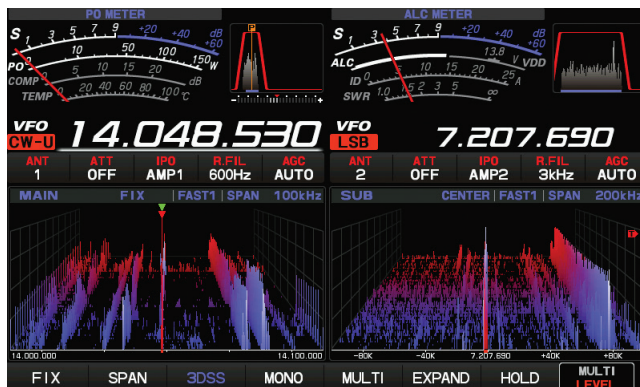 PO METER
S 1 3 5 7 9 +20 +40 dB +60
PO 10 50 100 150 W
COMP 0 5 10 15 20 dB
TEMP 20 40 60 80 100 °C
VFO
CW-U
14.048.530
ANT ATT IPO R.FIL AGC
1 OFF AMP1 600Hz AUTO
MAIN FIX FAST1 SPAN 100kHz
14.000.000 14.100.000
ALC METER
S 1 3 5 7 9 +20 +40 dB +60
ALC 13.8 V VDD
ID 0 5 10 15 20 25 A
SWR 1.0 5 2 3 5 ∞
VFO
LSB
7.207.690
ANT ATT IPO R.FIL AGC
2 OFF AMP2 3kHz AUTO
SUB CENTER FAST1 SPAN 200kHz
-80K -40K 7.207.690 +40K +80K
FIX SPAN 3DSS MONO MULTI EXPAND HOLD MULTI
LEVEL